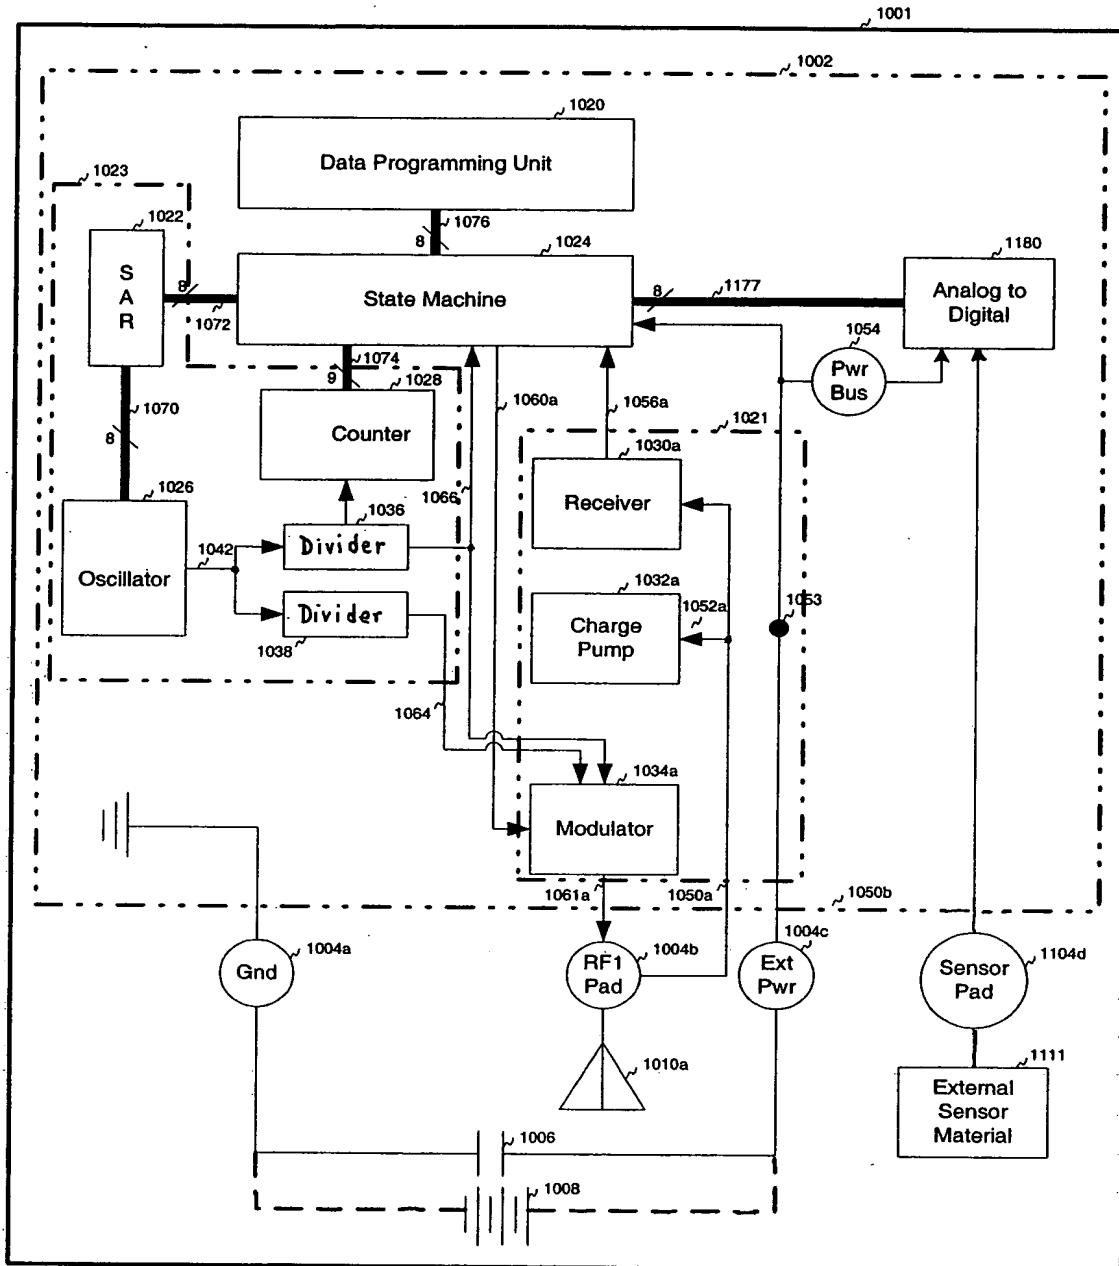 1001
1002
1020
Data Programming Unit
1023
1022
1076
8
1024
1180
S
A
R
8
1072
State Machine
8
1177
Analog to
Digital
1054
Pwr
Bus
1074
9
1028
1060a
1056a
1070
8
Counter
1021
1030a
1026
1066
Receiver
1036
1042
Divider
Oscillator
1032a
1052a
1053
Divider
Charge
Pump
1038
1064
1034a
Modulator
1061a
1050a
1050b
1004a
1004b
1004c
1104d
Gnd
RF1
Pad
Ext
Pwr
Sensor
Pad
1010a
1111
External
Sensor
Material
1006
1008